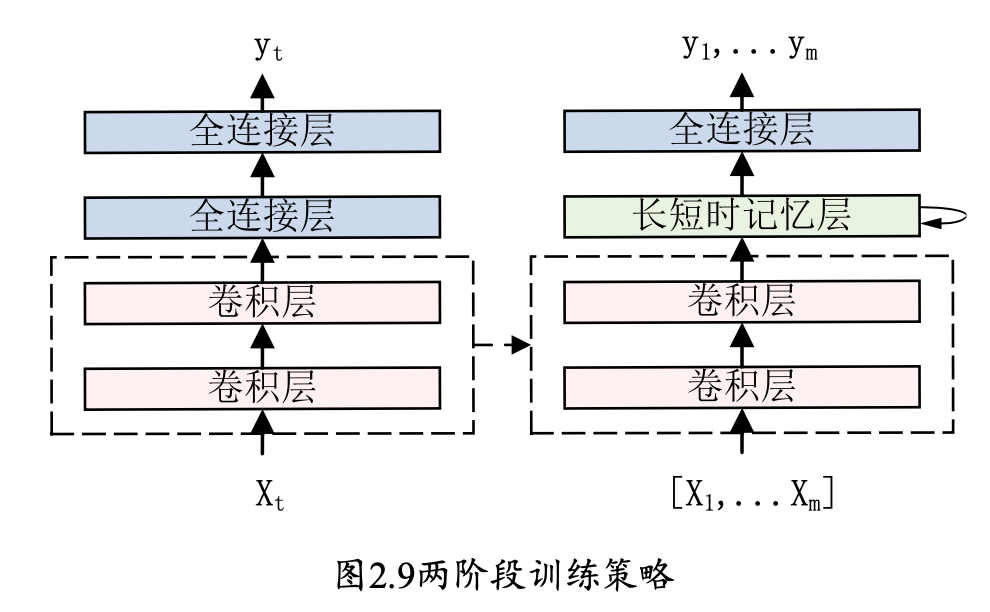 yt
全连接层
全连接层
卷积层
卷积层
Xt
y1,...ym
全连接层
长短时记忆层
卷积层
卷积层
[X1,...Xm]
图2.9两阶段训练策略